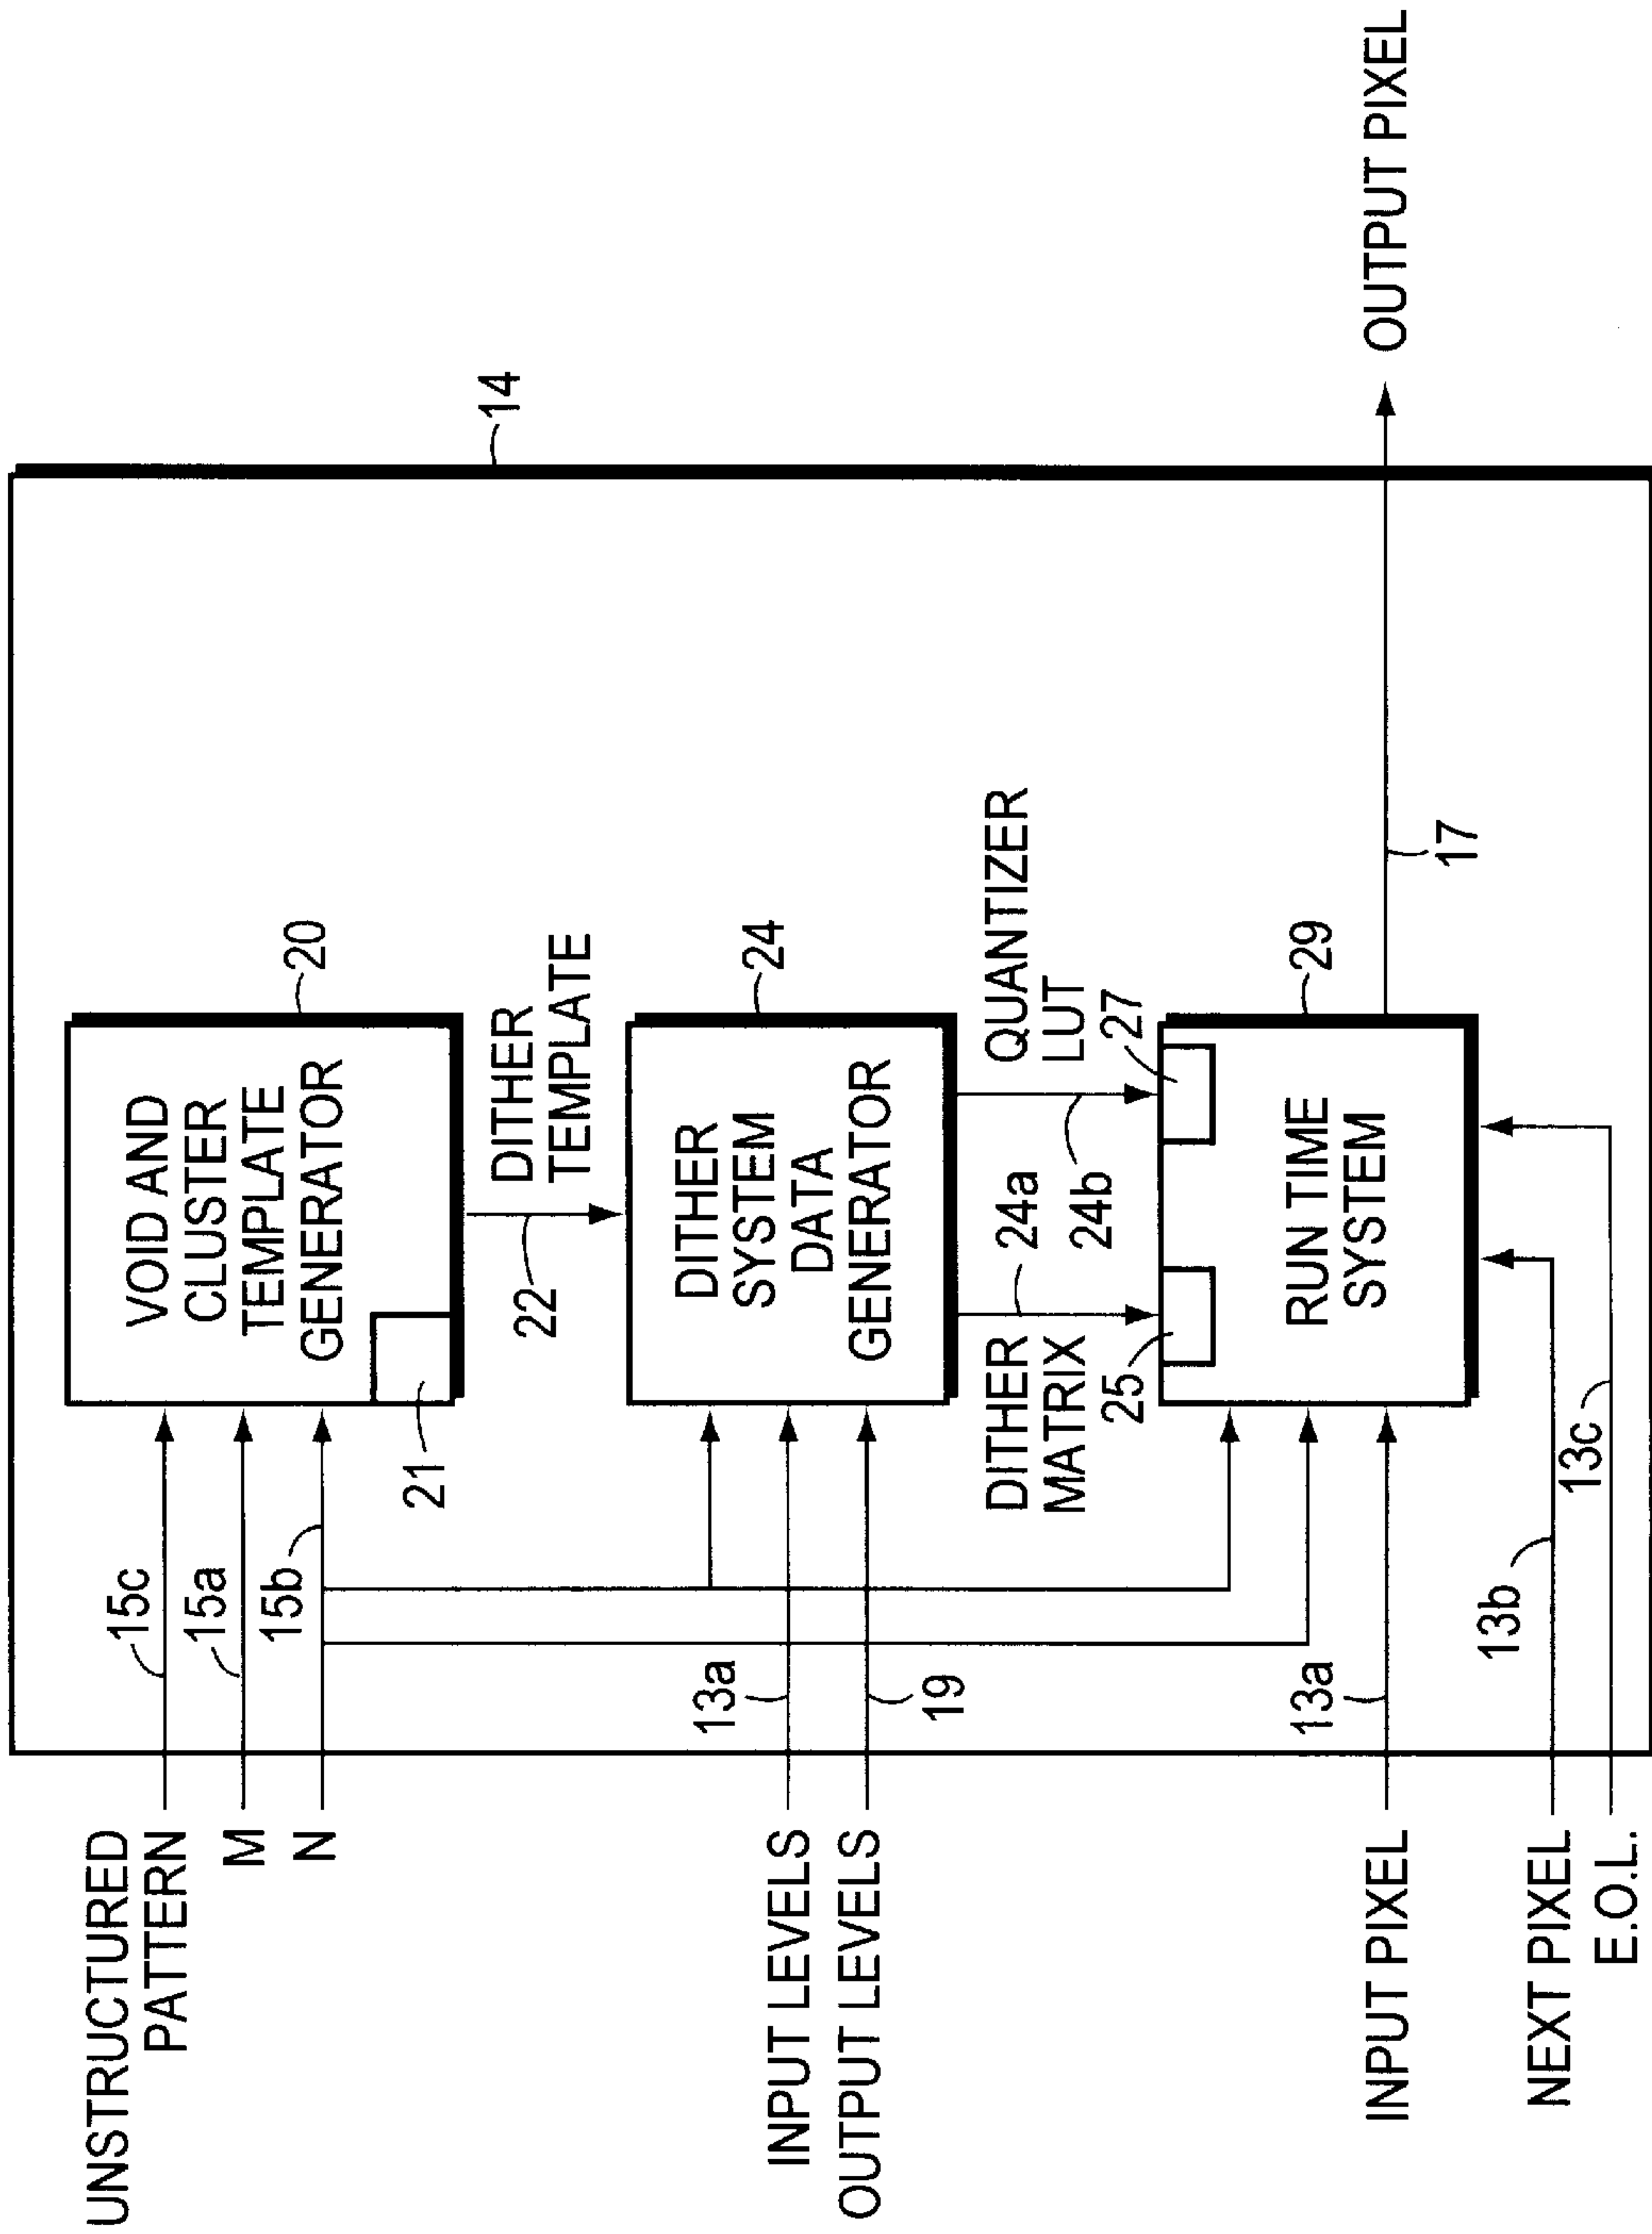 UNSTRUCTURED
PATTERN
M
N
15c
15a
15b
VOID AND
CLUSTER
TEMPLATE
GENERATOR
20
21
22
DITHER
TEMPLATE
14
INPUT LEVELS
OUTPUT LEVELS
13a
19
DITHER
SYSTEM
DATA
GENERATOR
24
DITHER
MATRIX
24a
24b
QUANTIZER
LUT
25
27
RUN TIME
SYSTEM
29
INPUT PIXEL
13a
NEXT PIXEL
13b
E.O.L.
13c
17
OUTPUT PIXEL